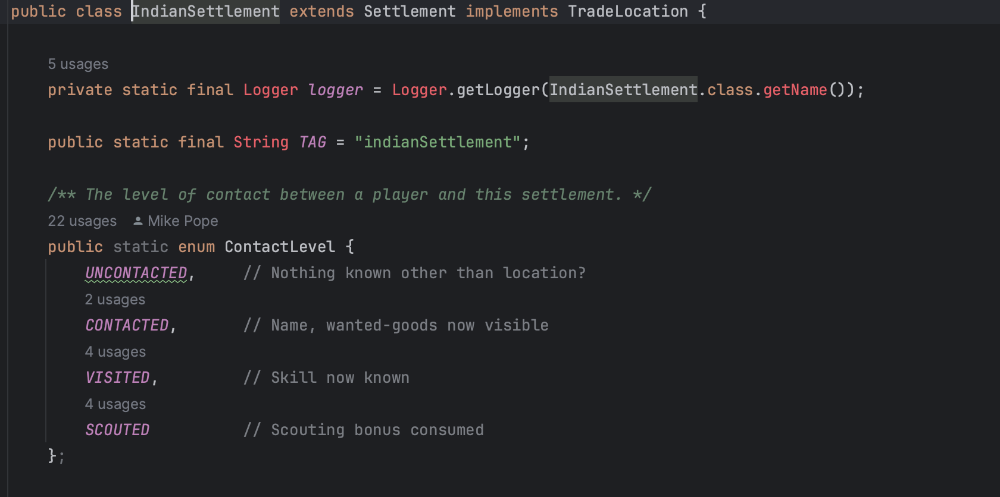 public class IndianSettlement extends Settlement implements TradeLocation {
5 usages
private static final Logger logger = Logger.getLogger(IndianSettlement.class.getName());
public static final String TAG = "indianSettlement";
/** The level of contact between a player and this settlement. */
22 usages Mike Pope
public static enum ContactLevel {
UNCONTACTED, // Nothing known other than location?
2 usages
CONTACTED, // Name, wanted-goods now visible
4 usages
VISITED, // Skill now known
4 usages
SCOUTED // Scouting bonus consumed
};